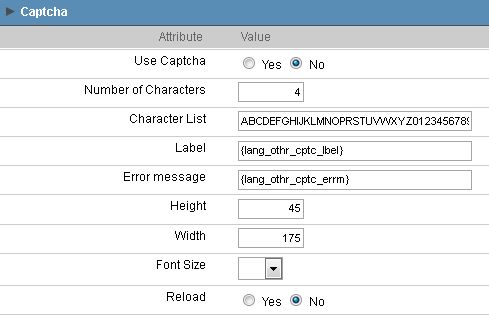 Captcha
Attribute Value
Use Captcha Yes No
Number of Characters 4
Character List ABCDEFGHIJKLMNOPRSTUVWXYZ0123456789
Label {lang_othr_cptc_lbel}
Error message {lang_othr_cptc_errm}
Height 45
Width 175
Font Size
Reload Yes No